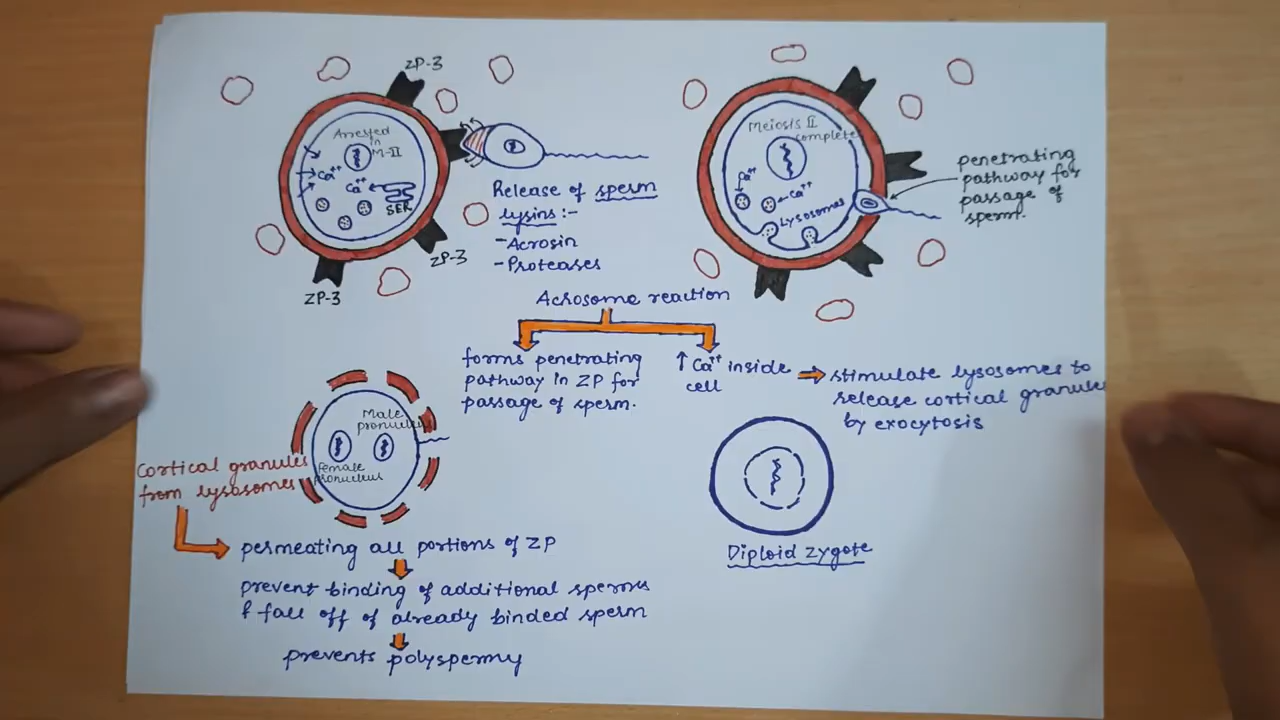 ZP-3
Arrested
in
M-II
Ca++
Ca++
SER
ZP-3
ZP-3
Release of sperm
lysins :-
- Acrosin
- Proteases
Meiosis II
complete
Ca++
Ca++
Lysosomes
penetrating
pathway for
passage of
sperm.
Acrosome reaction
forms penetrating
pathway in ZP for
passage of sperm.
↑ Ca++ inside
cell
stimulate lysosomes to
release cortical granules
by exocytosis
Male
pronucleus
Female
pronucleus
Cortical granules
from lysosomes
permeating all portions of ZP
prevent binding of additional sperms
& fall off of already binded sperm
prevents polyspermy
Diploid zygote